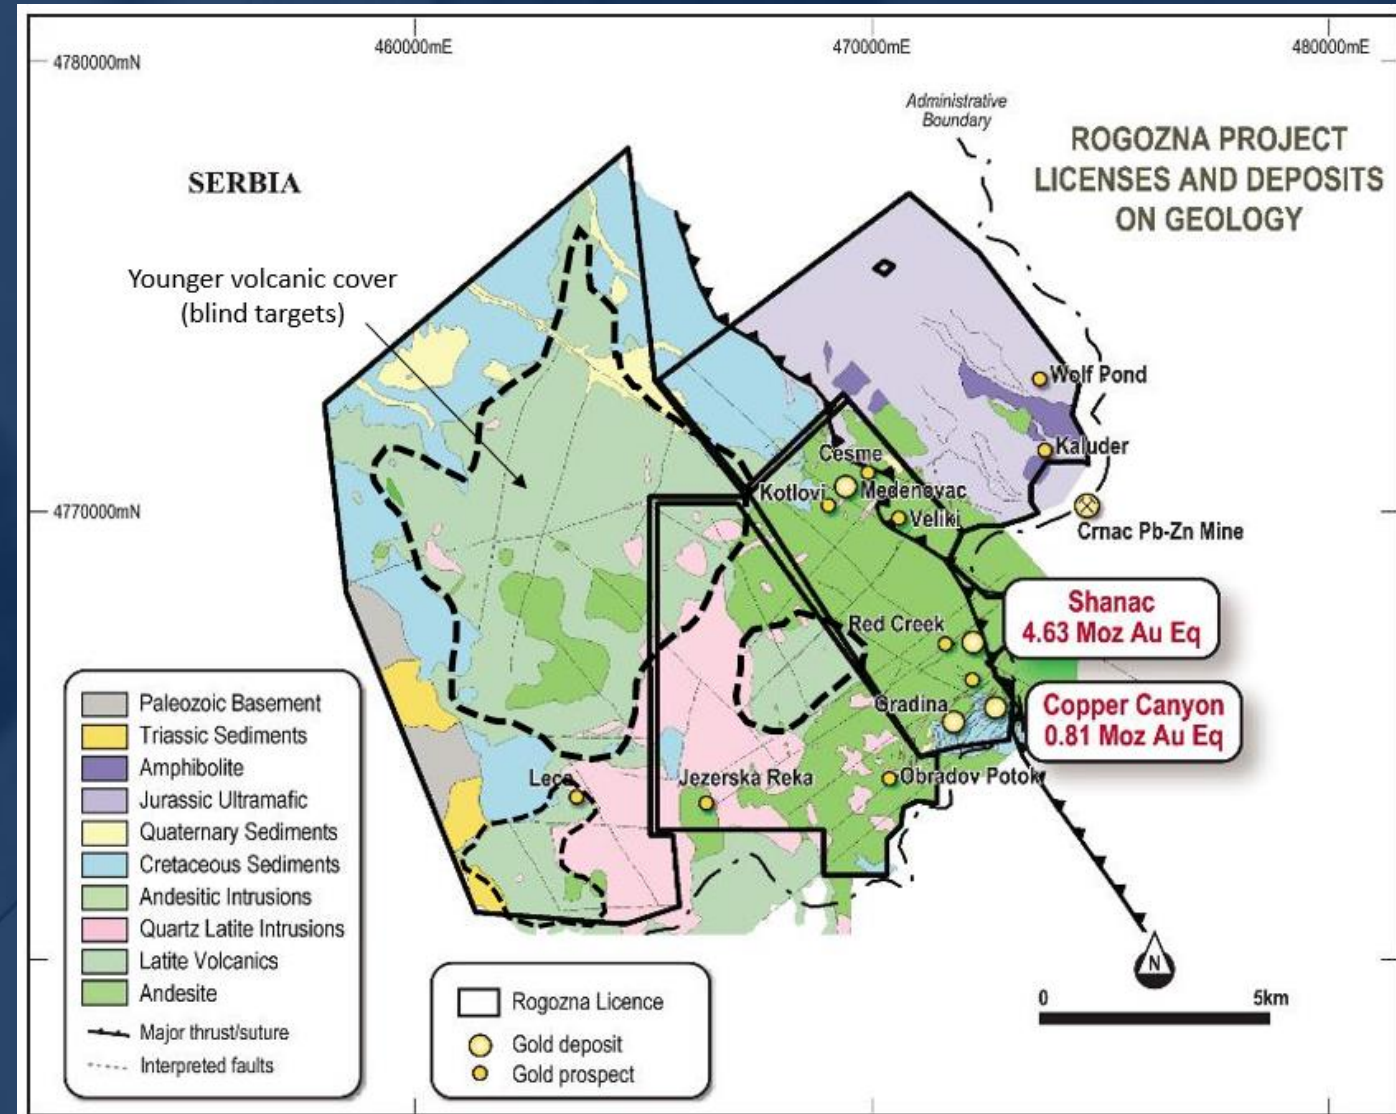 460000mE
470000mE
480000mE
4780000mN
Administrative
Boundary
ROGOZNA PROJECT
LICENSES AND DEPOSITS
ON GEOLOGY
SERBIA
Younger volcanic cover
(blind targets)
Wolf Pond
Kaluder
Cesme
Kotlovi
Medenovac
Veliki
4770000mN
Crnac Pb-Zn Mine
Shanac
4.63 Moz Au Eq
Red Creek
Gradina
Copper Canyon
0.81 Moz Au Eq
Lece
Jezerska Reka
Obradov Potok
Paleozoic Basement
Triassic Sediments
Amphibolite
Jurassic Ultramafic
Quaternary Sediments
Cretaceous Sediments
Andesitic Intrusions
Quartz Latite Intrusions
Latite Volcanics
Andesite
Major thrust/suture
Interpreted faults
Rogozna Licence
Gold deposit
Gold prospect
N
0 5km